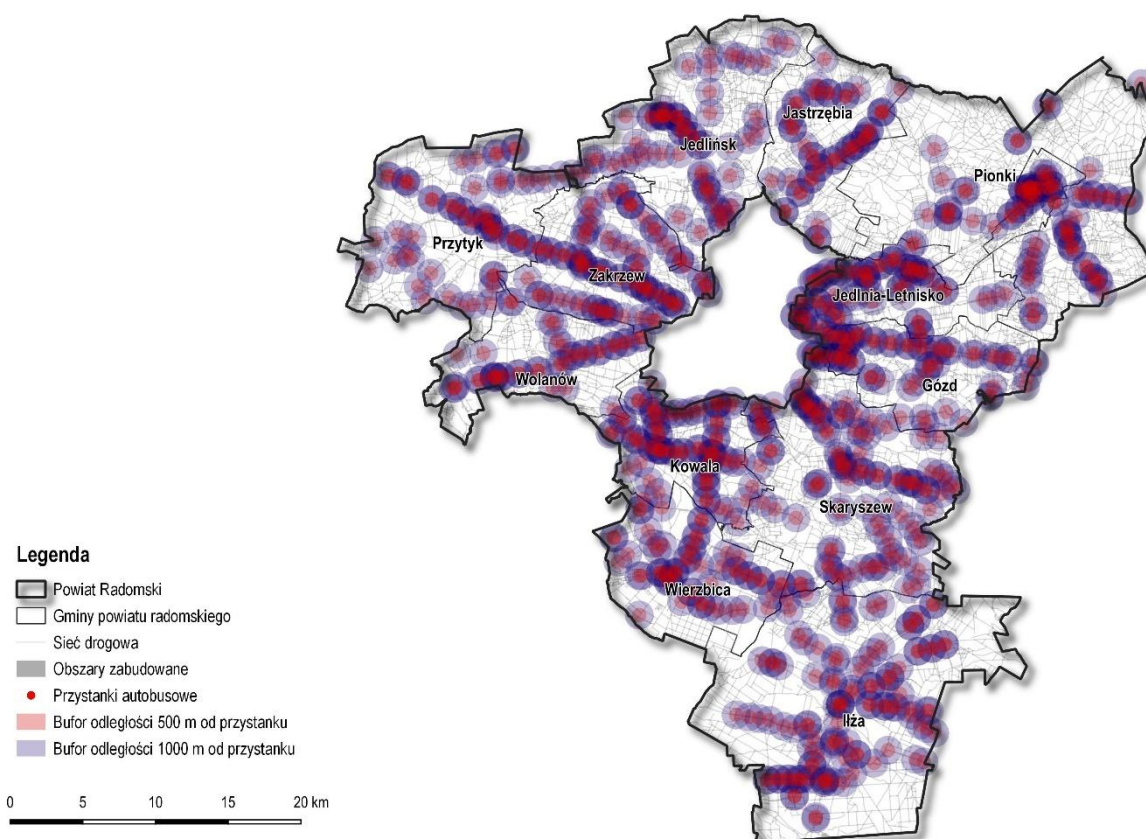 Jastrzębia
Jedlińsk
Pionki
Przytyk
Zakrzew
Jedlnia-Letnisko
Wolanów
Gózd
Kowala
Skaryszew
Wierzbica
Iłża
Legenda
Powiat Radomski
Gminy powiatu radomskiego
Sieć drogowa
Obszary zabudowane
Przystanki autobusowe
Bufor odległości 500 m od przystanku
Bufor odległości 1000 m od przystanku
0 5 10 15 20 km